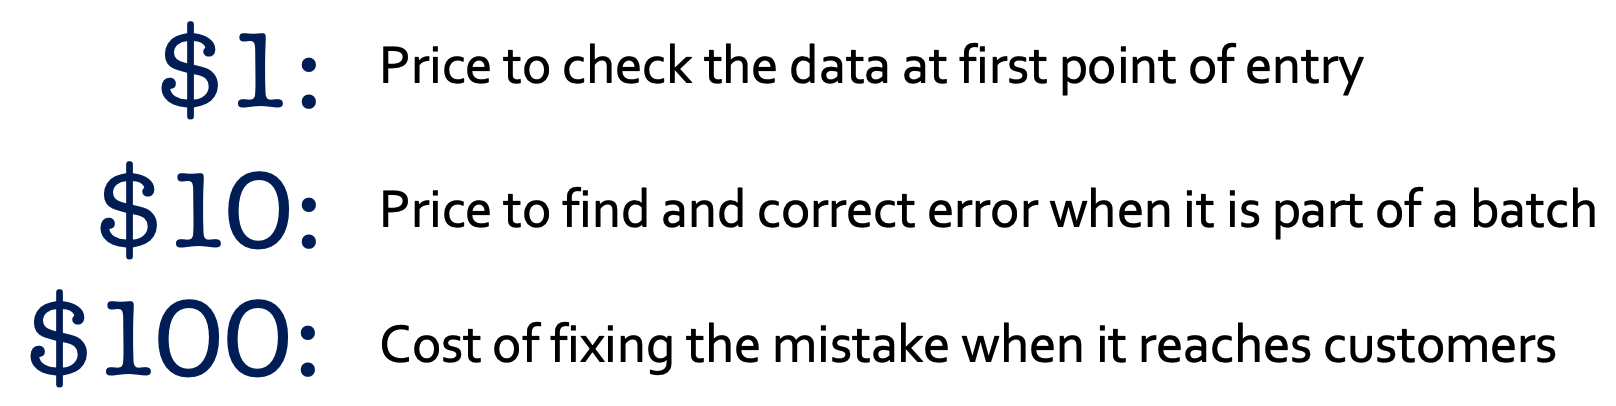 $1: Price to check the data at first point of entry
$10: Price to find and correct error when it is part of a batch
$100: Cost of fixing the mistake when it reaches customers